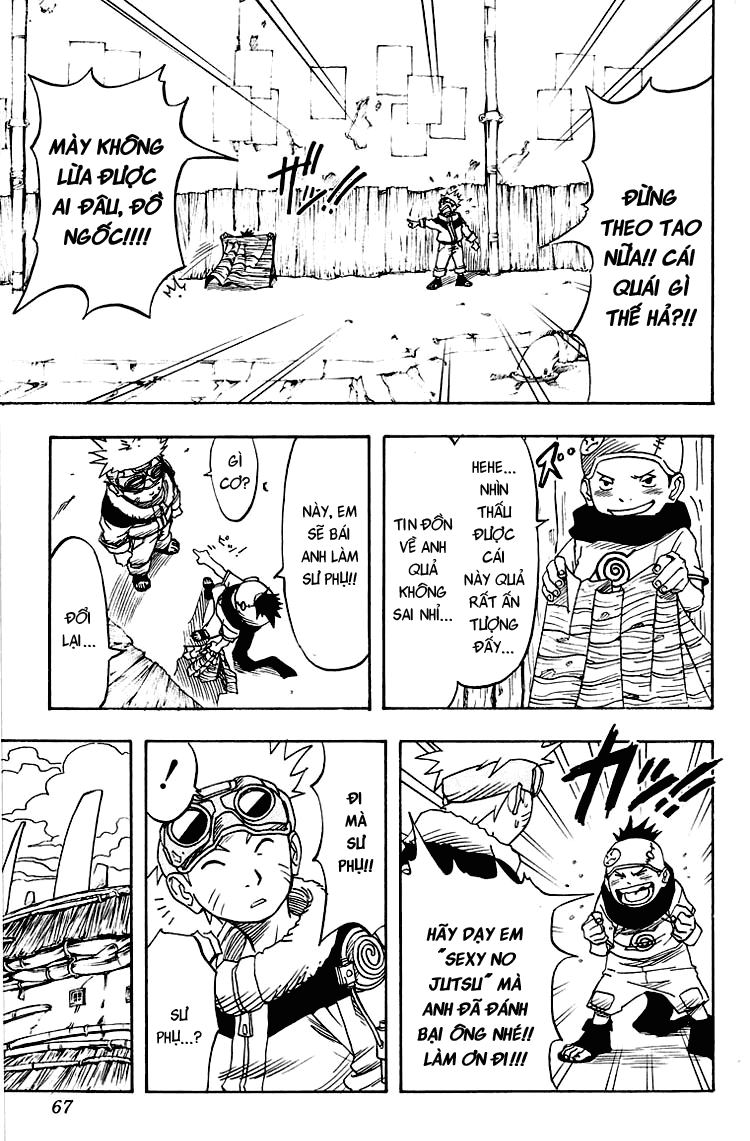 ĐỪNG
THEO TAO
NỮA!! CÁI
QUÁI GÌ
THẾ HẢ?!!
MÀY KHÔNG
LỪA ĐƯỢC
AI ĐÂU, ĐỒ
NGỐC!!!!
HEHE...
NHÌN
THẤU
ĐƯỢC
CÁI
NÀY QUẢ
RẤT ẤN
TƯỢNG
ĐẤY...
TIN ĐỒN
VỀ ANH
QUẢ
KHÔNG
SAI NHỈ...
NÀY, EM
SẼ BÁI
ANH LÀM
SƯ PHỤ!!
GÌ
CƠ?
ĐỔI
LẠI...
HÃY DẠY EM
"SEXY NO
JUTSU" MÀ
ANH ĐÃ ĐÁNH
BẠI ÔNG NHÉ!!
LÀM ƠN ĐI!!!
ĐI
MÀ
SƯ
PHỤ!!
!
SƯ
PHỤ...?
67